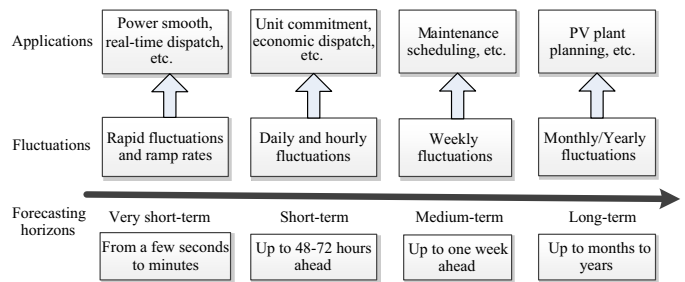 Applications
Power smooth,
real-time dispatch,
etc.
Unit commitment,
economic dispatch,
etc.
Maintenance
scheduling, etc.
PV plant
planning, etc.
Fluctuations
Rapid fluctuations
and ramp rates
Daily and hourly
fluctuations
Weekly
fluctuations
Monthly/Yearly
fluctuations
Forecasting
horizons
Very short-term
Short-term
Medium-term
Long-term
From a few seconds
to minutes
Up to 48-72 hours
ahead
Up to one week
ahead
Up to months to
years